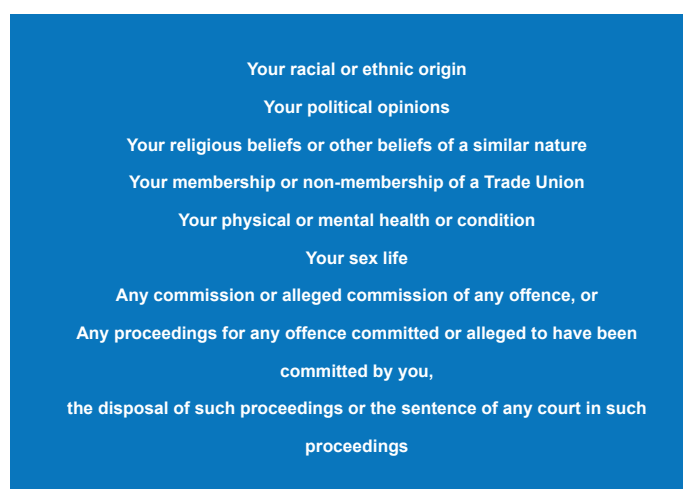 Your racial or ethnic origin
Your political opinions
Your religious beliefs or other beliefs of a similar nature
Your membership or non-membership of a Trade Union
Your physical or mental health or condition
Your sex life
Any commission or alleged commission of any offence, or
Any proceedings for any offence committed or alleged to have been
committed by you,
the disposal of such proceedings or the sentence of any court in such
proceedings